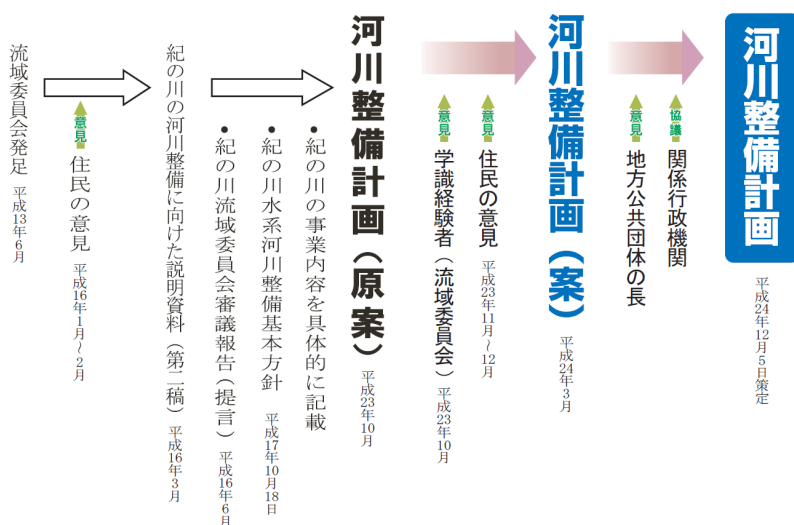 流域委員会発足 平成13年6月
意見
住民の意見 平成16年1月~2月
紀の川の河川整備に向けた説明資料(第二稿) 平成16年3月
・紀の川流域委員会審議報告(提言) 平成16年6月
・紀の川水系河川整備基本方針 平成17年10月18日
・紀の川の事業内容を具体的に記載
河川整備計画(原案) 平成23年10月
意見
学識経験者(流域委員会) 平成23年10月
意見
住民の意見 平成23年11月~12月
河川整備計画(案) 平成24年3月
意見
地方公共団体の長
協議
関係行政機関
河川整備計画
平成24年12月5日策定